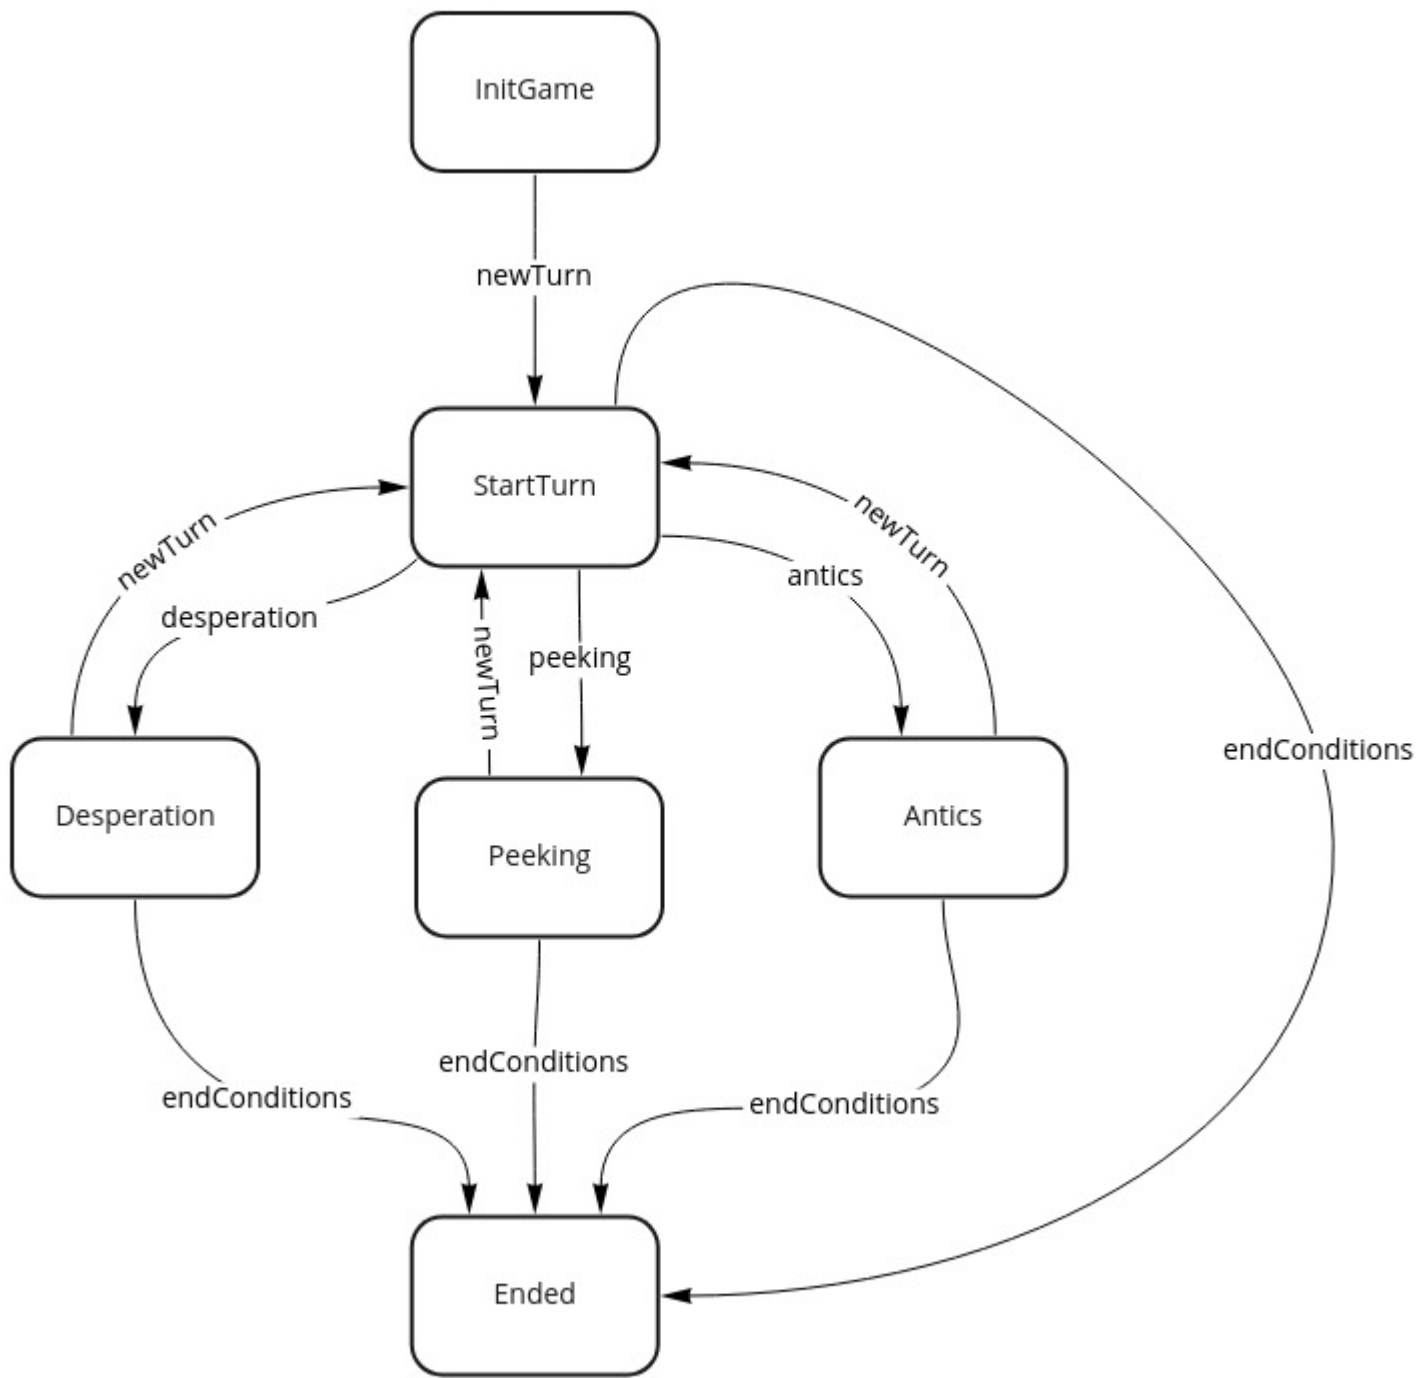 InitGame
newTurn
StartTurn
newTurn
newTurn
antics
desperation
newTurn
peeking
endConditions
Desperation
Peeking
Antics
endConditions
endConditions
endConditions
Ended